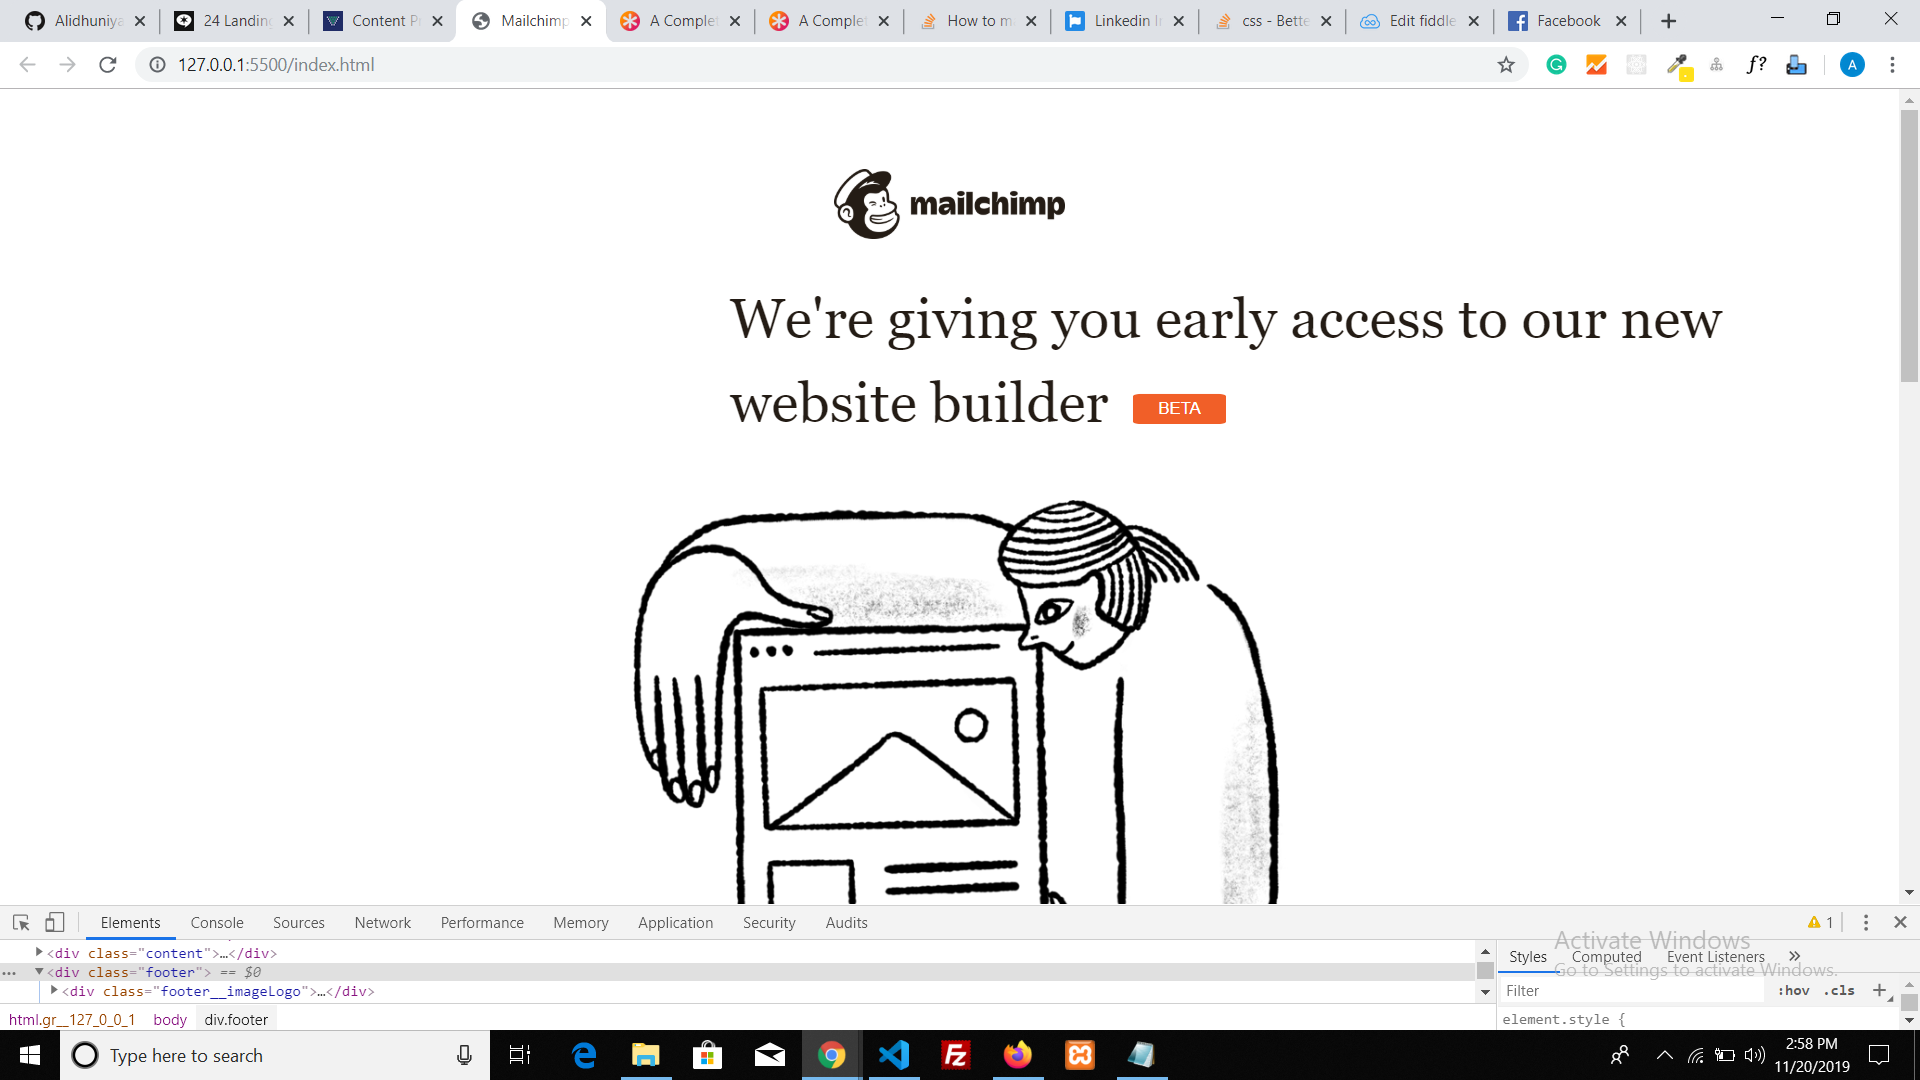 Alidhuniya
24 Landing
Content P
Mailchimp
A Complet
A Complet
How to m
Linkedin I
css - Bette
Edit fiddle
Facebook
127.0.0.1:5500/index.html
f?
A
mailchimp
We're giving you early access to our new
website builder BETA
Elements Console Sources Network Performance Memory Application Security Audits
1
<div class="content">…</div>
<div class="footer"> == $0
<div class="footer__imageLogo">…</div>
html.gr__127_0_0_1 body div.footer
Styles Computed Event Listeners »
Filter
:hov .cls +
element.style {
Activate Windows
Go to Settings to activate Windows.
Type here to search
2:58 PM
11/20/2019